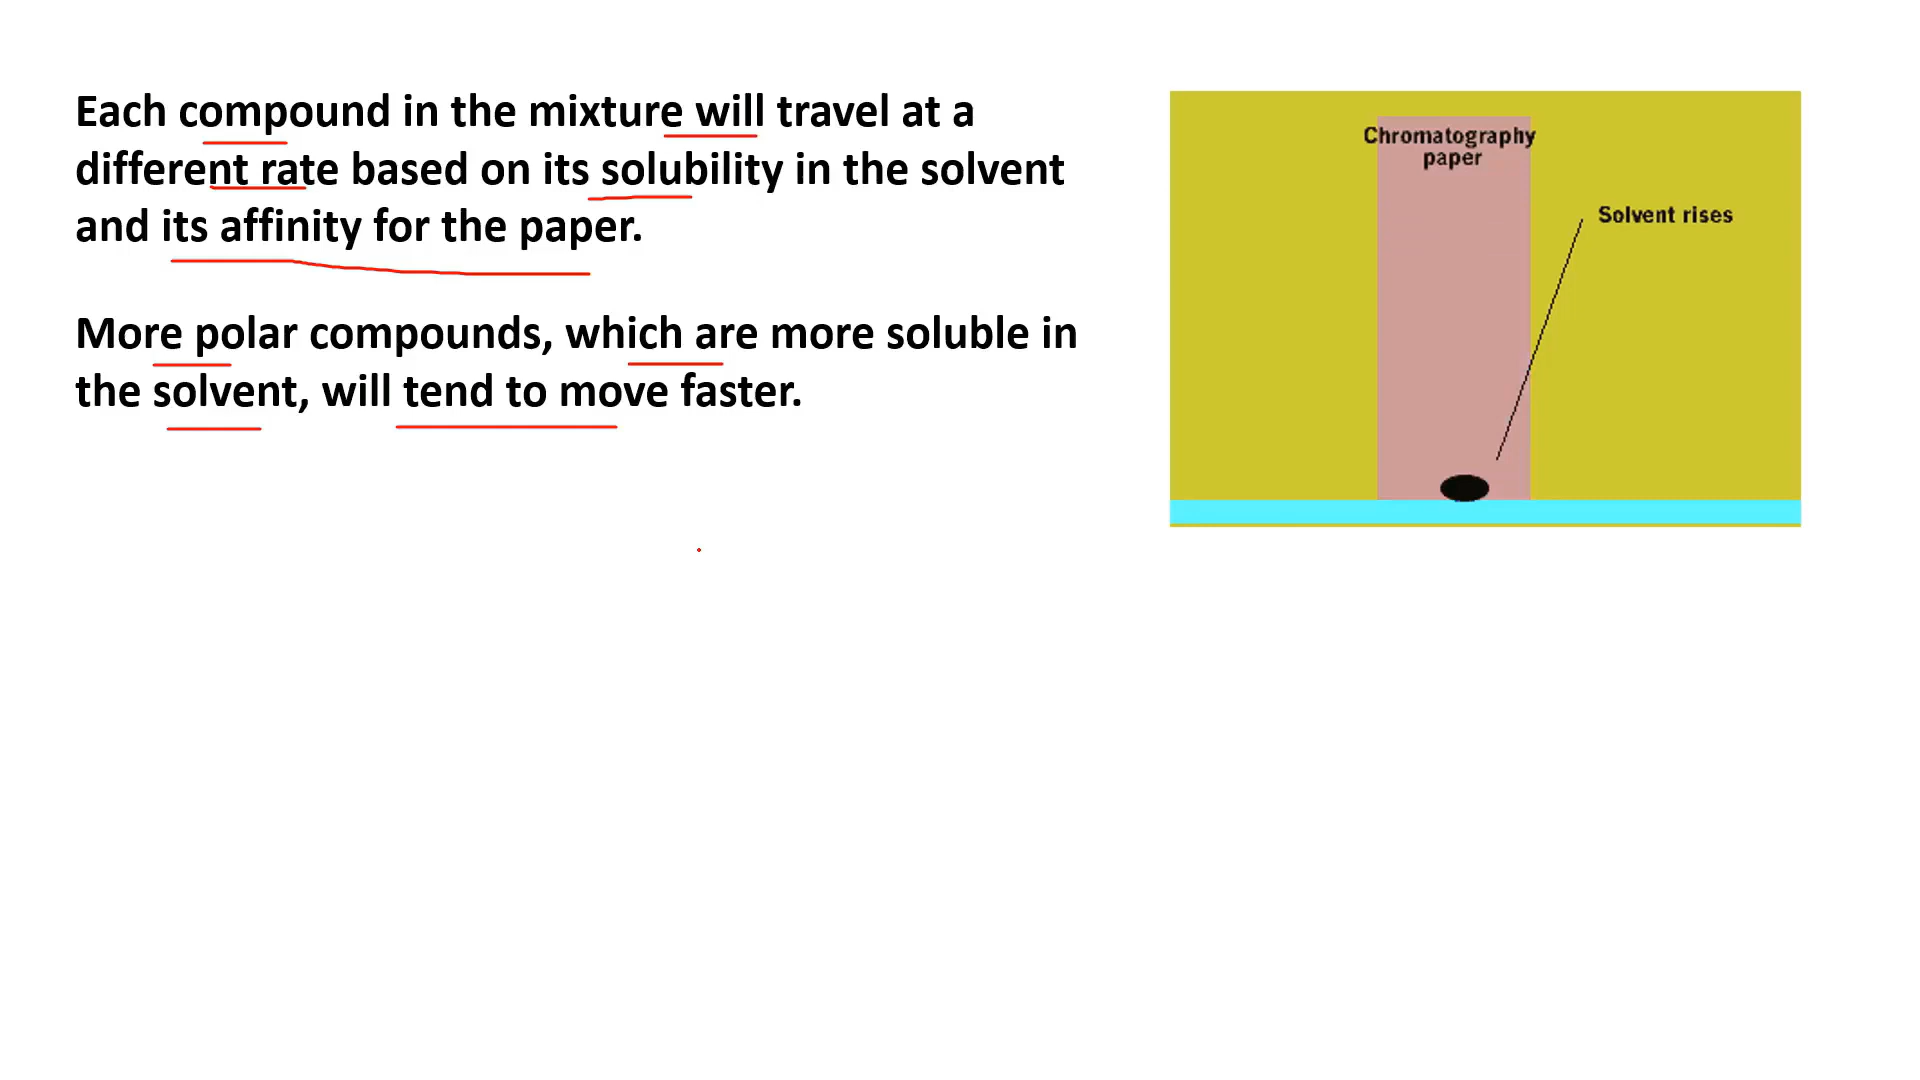 Each compound in the mixture will travel at a
different rate based on its solubility in the solvent
and its affinity for the paper.
More polar compounds, which are more soluble in
the solvent, will tend to move faster.
Chromatography
paper
Solvent rises